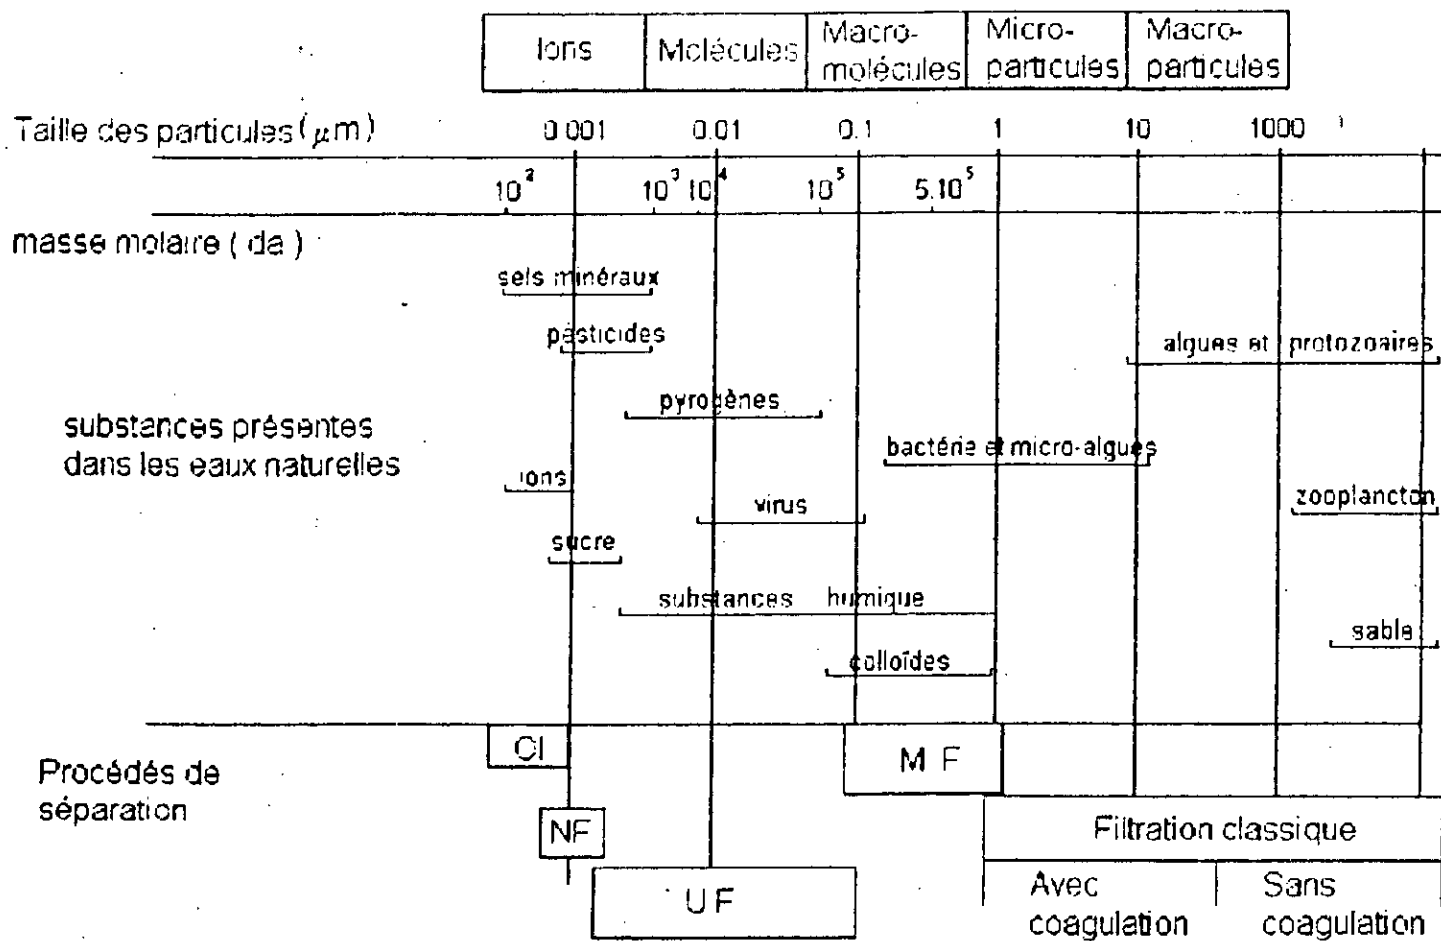 Ions Molécules Macro- Micro- Macro-
molécules particules particules
Taille des particules (μm) 0.001 0.01 0.1 1 10 1000
10² 10³ 10⁴ 10⁵ 5.10⁵
masse molaire ( da )
sels minéraux
pesticides
algues et protozoaires
pyrogènes
substances présentes
dans les eaux naturelles
bactérie et micro-algues
ions
zooplancton
virus
sucre
substances humique
sable
colloïdes
Procédés de
séparation
OI
M F
NF
Filtration classique
U F
Avec
coagulation
Sans
coagulation